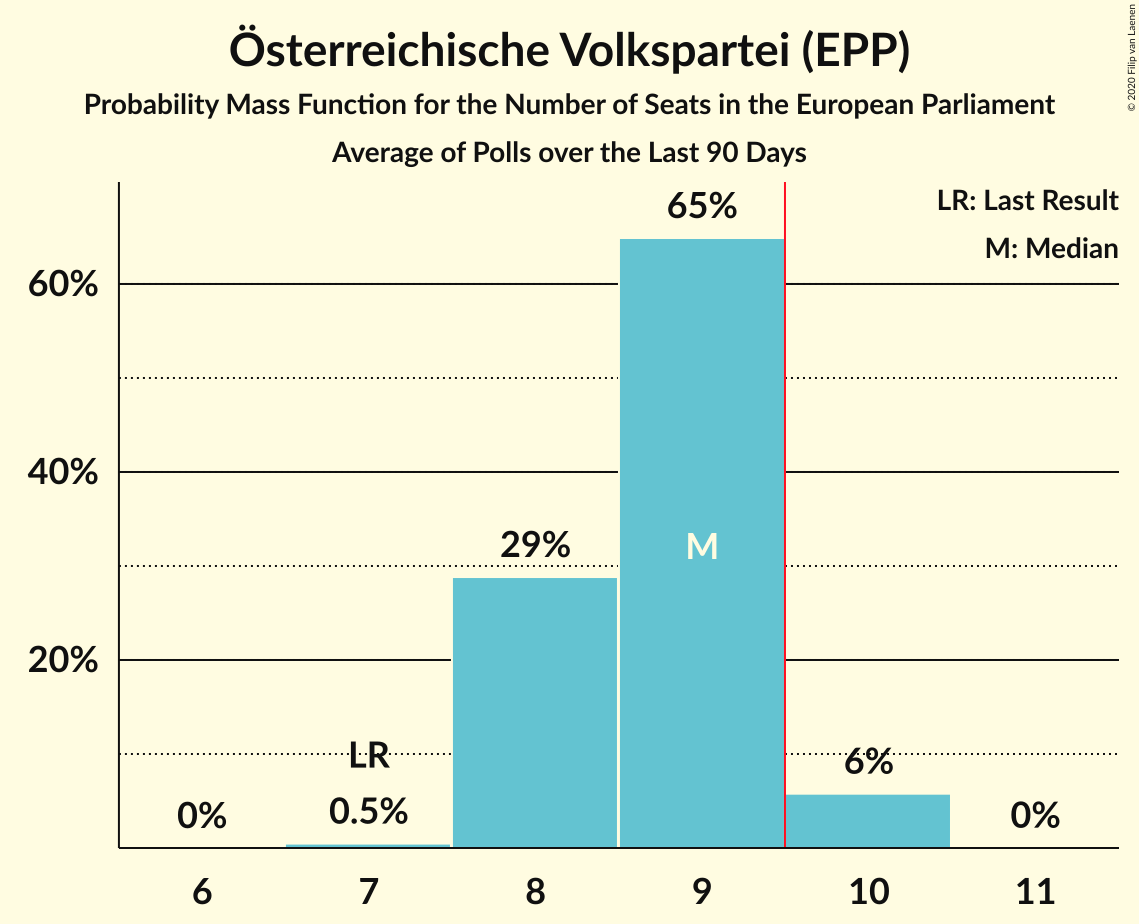 Österreichische Volkspartei (EPP)
Probability Mass Function for the Number of Seats in the European Parliament
Average of Polls over the Last 90 Days
© 2020 Filip van Laenen
LR: Last Result
M: Median
65%
60%
40%
29%
M
20%
LR
6%
0%
0.5%
0%
6
7
8
9
10
11